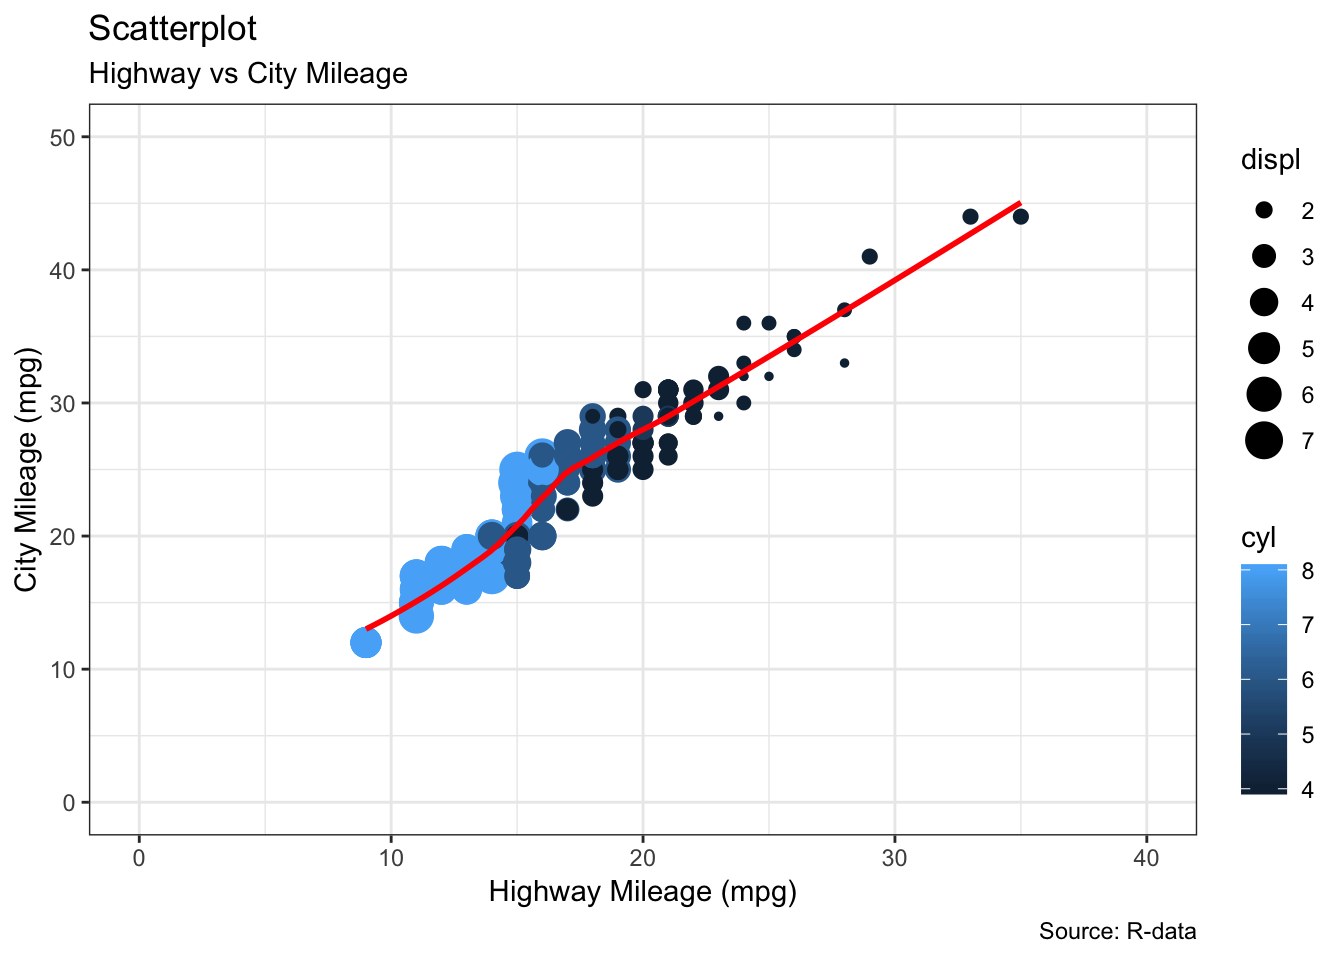 Scatterplot
Highway vs City Mileage
City Mileage (mpg)
50
40
30
20
10
0
0 10 20 30 40
Highway Mileage (mpg)
displ
2
3
4
5
6
7
cyl
8
7
6
5
4
Source: R-data